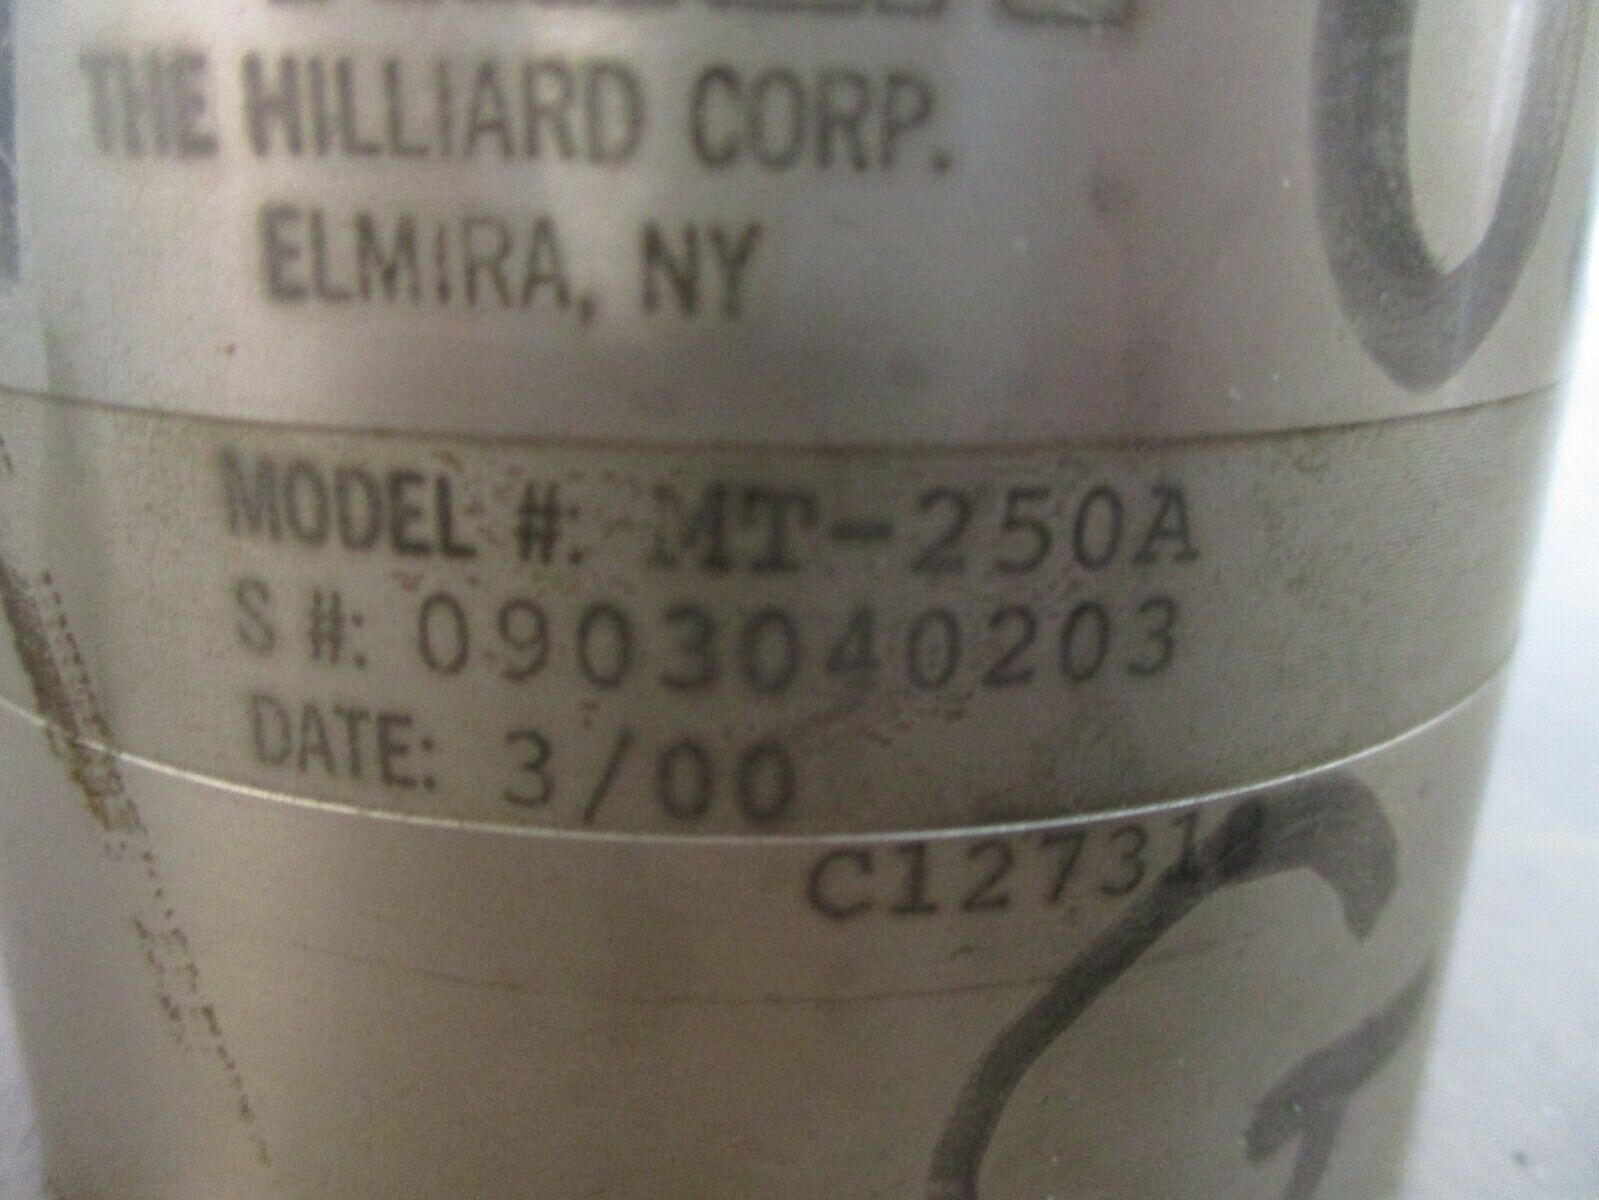 THE HILLIARD CORP.
ELMIRA, NY
MODEL #: MT-250A
S #: 0903040203
DATE: 3/00